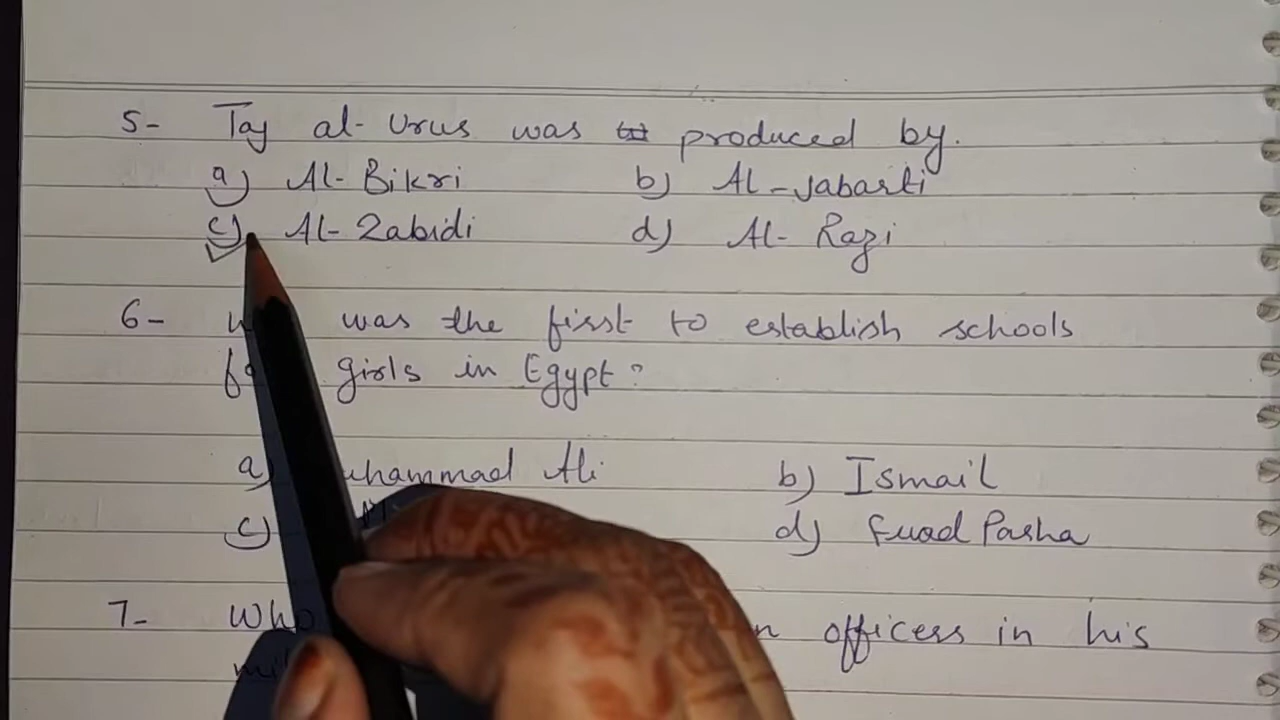 5- Taj al-Urus was produced by.
a) Al-Bikri b) Al-Jabarti
c) Al-Zabidi d) Al-Razi
6- was the first to establish schools
girls in Egypt?
a) Muhammad Ali b) Ismail
c) d) Fuad Pasha
7- Who officers in his